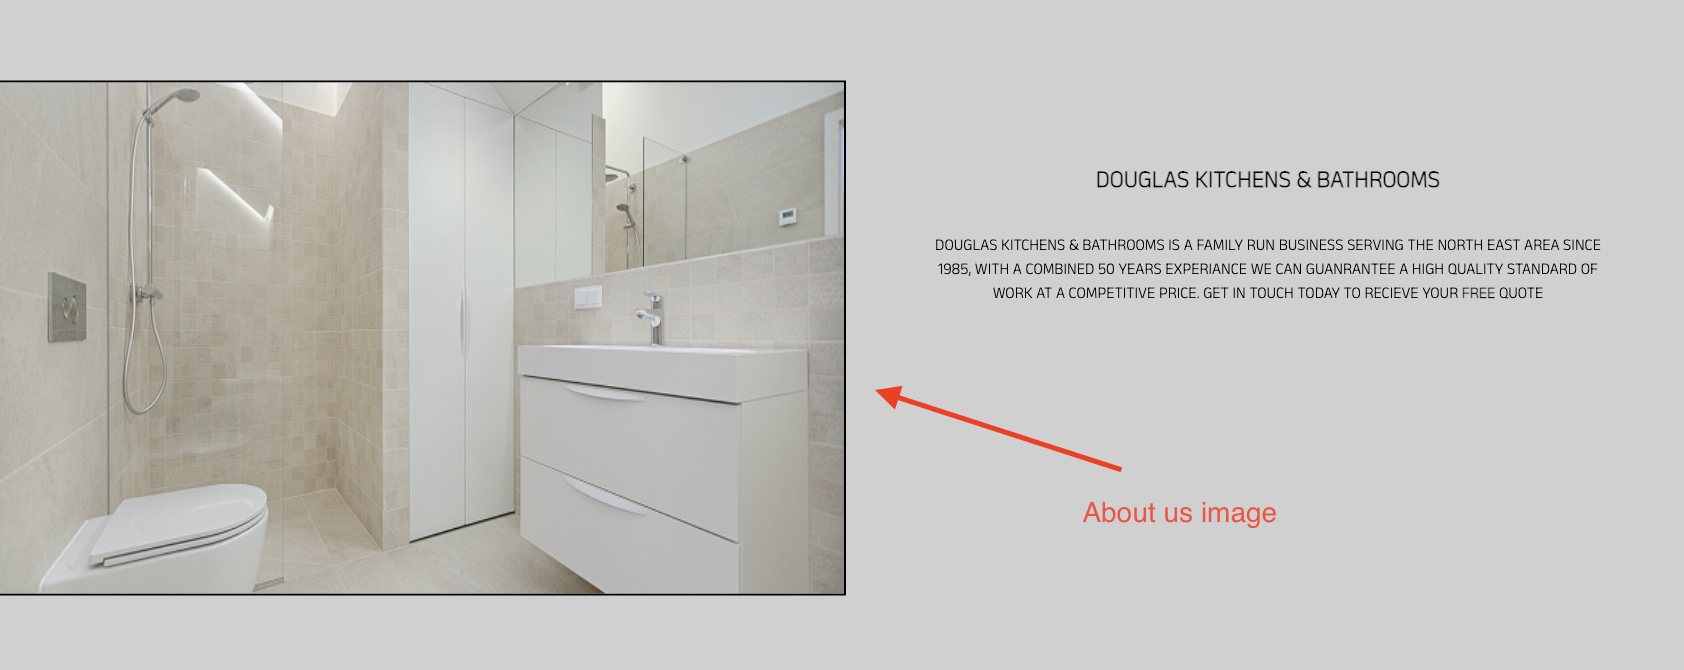 DOUGLAS KITCHENS & BATHROOMS
DOUGLAS KITCHENS & BATHROOMS IS A FAMILY RUN BUSINESS SERVING THE NORTH EAST AREA SINCE
1985, WITH A COMBINED 50 YEARS EXPERIANCE WE CAN GUANRANTEE A HIGH QUALITY STANDARD OF
WORK AT A COMPETITIVE PRICE. GET IN TOUCH TODAY TO RECIEVE YOUR FREE QUOTE
About us image